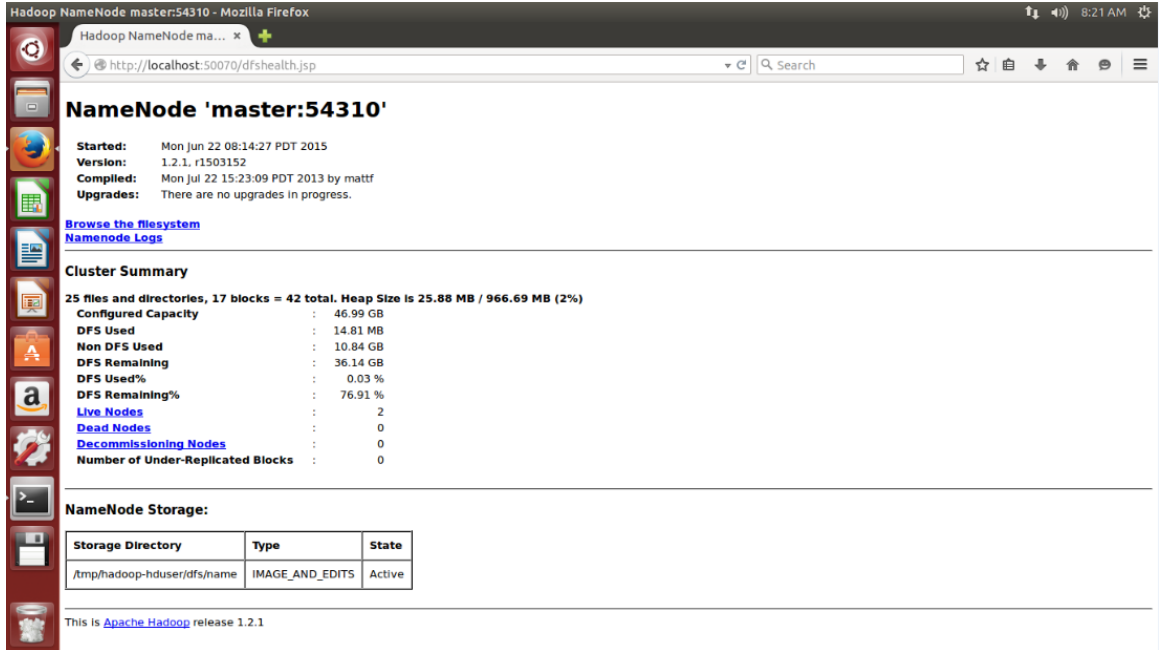 Hadoop NameNode master:54310 - Mozilla Firefox 8:21 AM
Hadoop NameNode ma... ×
http://localhost:50070/dfshealth.jsp Search
NameNode 'master:54310'
Started: Mon Jun 22 08:14:27 PDT 2015
Version: 1.2.1, r1503152
Compiled: Mon Jul 22 15:23:09 PDT 2013 by mattf
Upgrades: There are no upgrades in progress.
Browse the filesystem
Namenode Logs
Cluster Summary
25 files and directories, 17 blocks = 42 total. Heap Size is 25.88 MB / 966.69 MB (2%)
Configured Capacity : 46.99 GB
DFS Used : 14.81 MB
Non DFS Used : 10.84 GB
DFS Remaining : 36.14 GB
DFS Used% : 0.03 %
DFS Remaining% : 76.91 %
Live Nodes : 2
Dead Nodes : 0
Decommissioning Nodes : 0
Number of Under-Replicated Blocks : 0
NameNode Storage:
Storage Directory Type State
/tmp/hadoop-hduser/dfs/name IMAGE_AND_EDITS Active
This is Apache Hadoop release 1.2.1